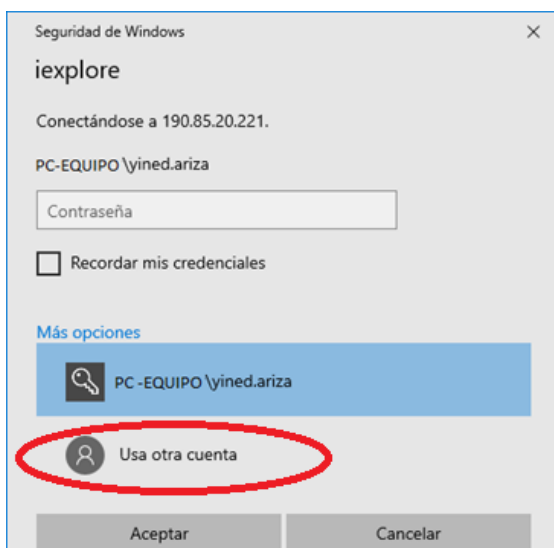 Seguridad de Windows
iexplore
Conectándose a 190.85.20.221.
PC-EQUIPO \yined.ariza
Contraseña
Recordar mis credenciales
Más opciones
PC -EQUIPO \yined.ariza
Usa otra cuenta
Aceptar
Cancelar